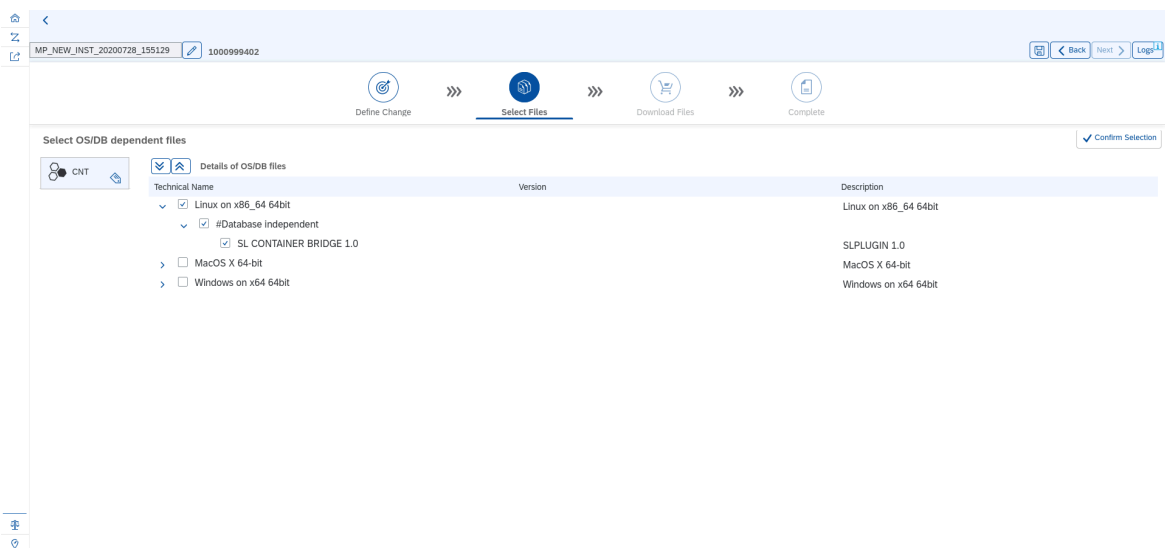 MP_NEW_INST_20200728_155129
1000999402
Back
Next
Logs
Define Change
Select Files
Download Files
Complete
Select OS/DB dependent files
Confirm Selection
CNT
Details of OS/DB files
Technical Name Version Description
Linux on x86_64 64bit Linux on x86_64 64bit
#Database independent
SL CONTAINER BRIDGE 1.0 SLPLUGIN 1.0
MacOS X 64-bit MacOS X 64-bit
Windows on x64 64bit Windows on x64 64bit